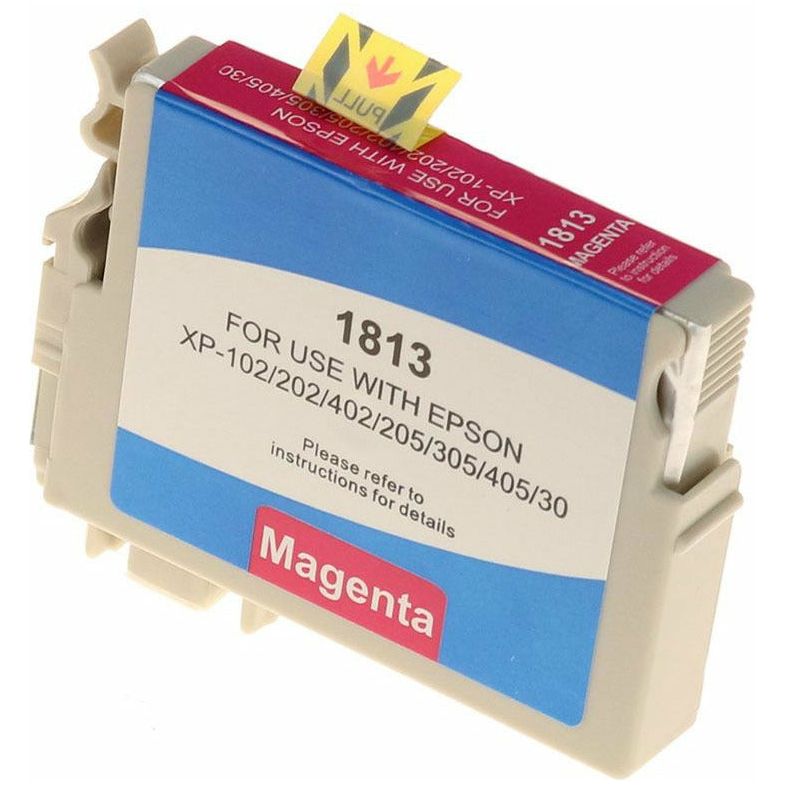 PULL
FOR USE WITH EPSON
XP-102/202/402/205/305/405/30
1813
MAGENTA
Please refer
to instruction
for details
1813
FOR USE WITH EPSON
XP-102/202/402/205/305/405/30
Please refer to
instructions for details
Magenta